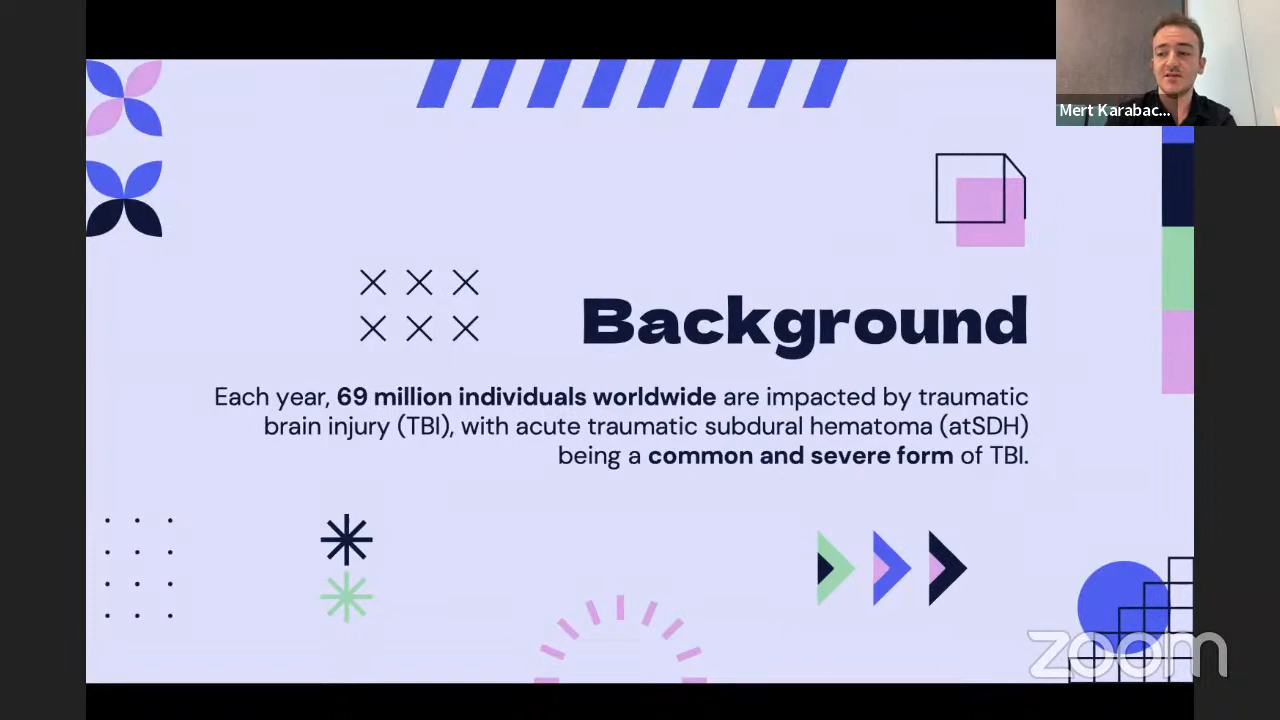 Mert Karabac...
Background
Each year, 69 million individuals worldwide are impacted by traumatic
brain injury (TBI), with acute traumatic subdural hematoma (atSDH)
being a common and severe form of TBI.
zoom